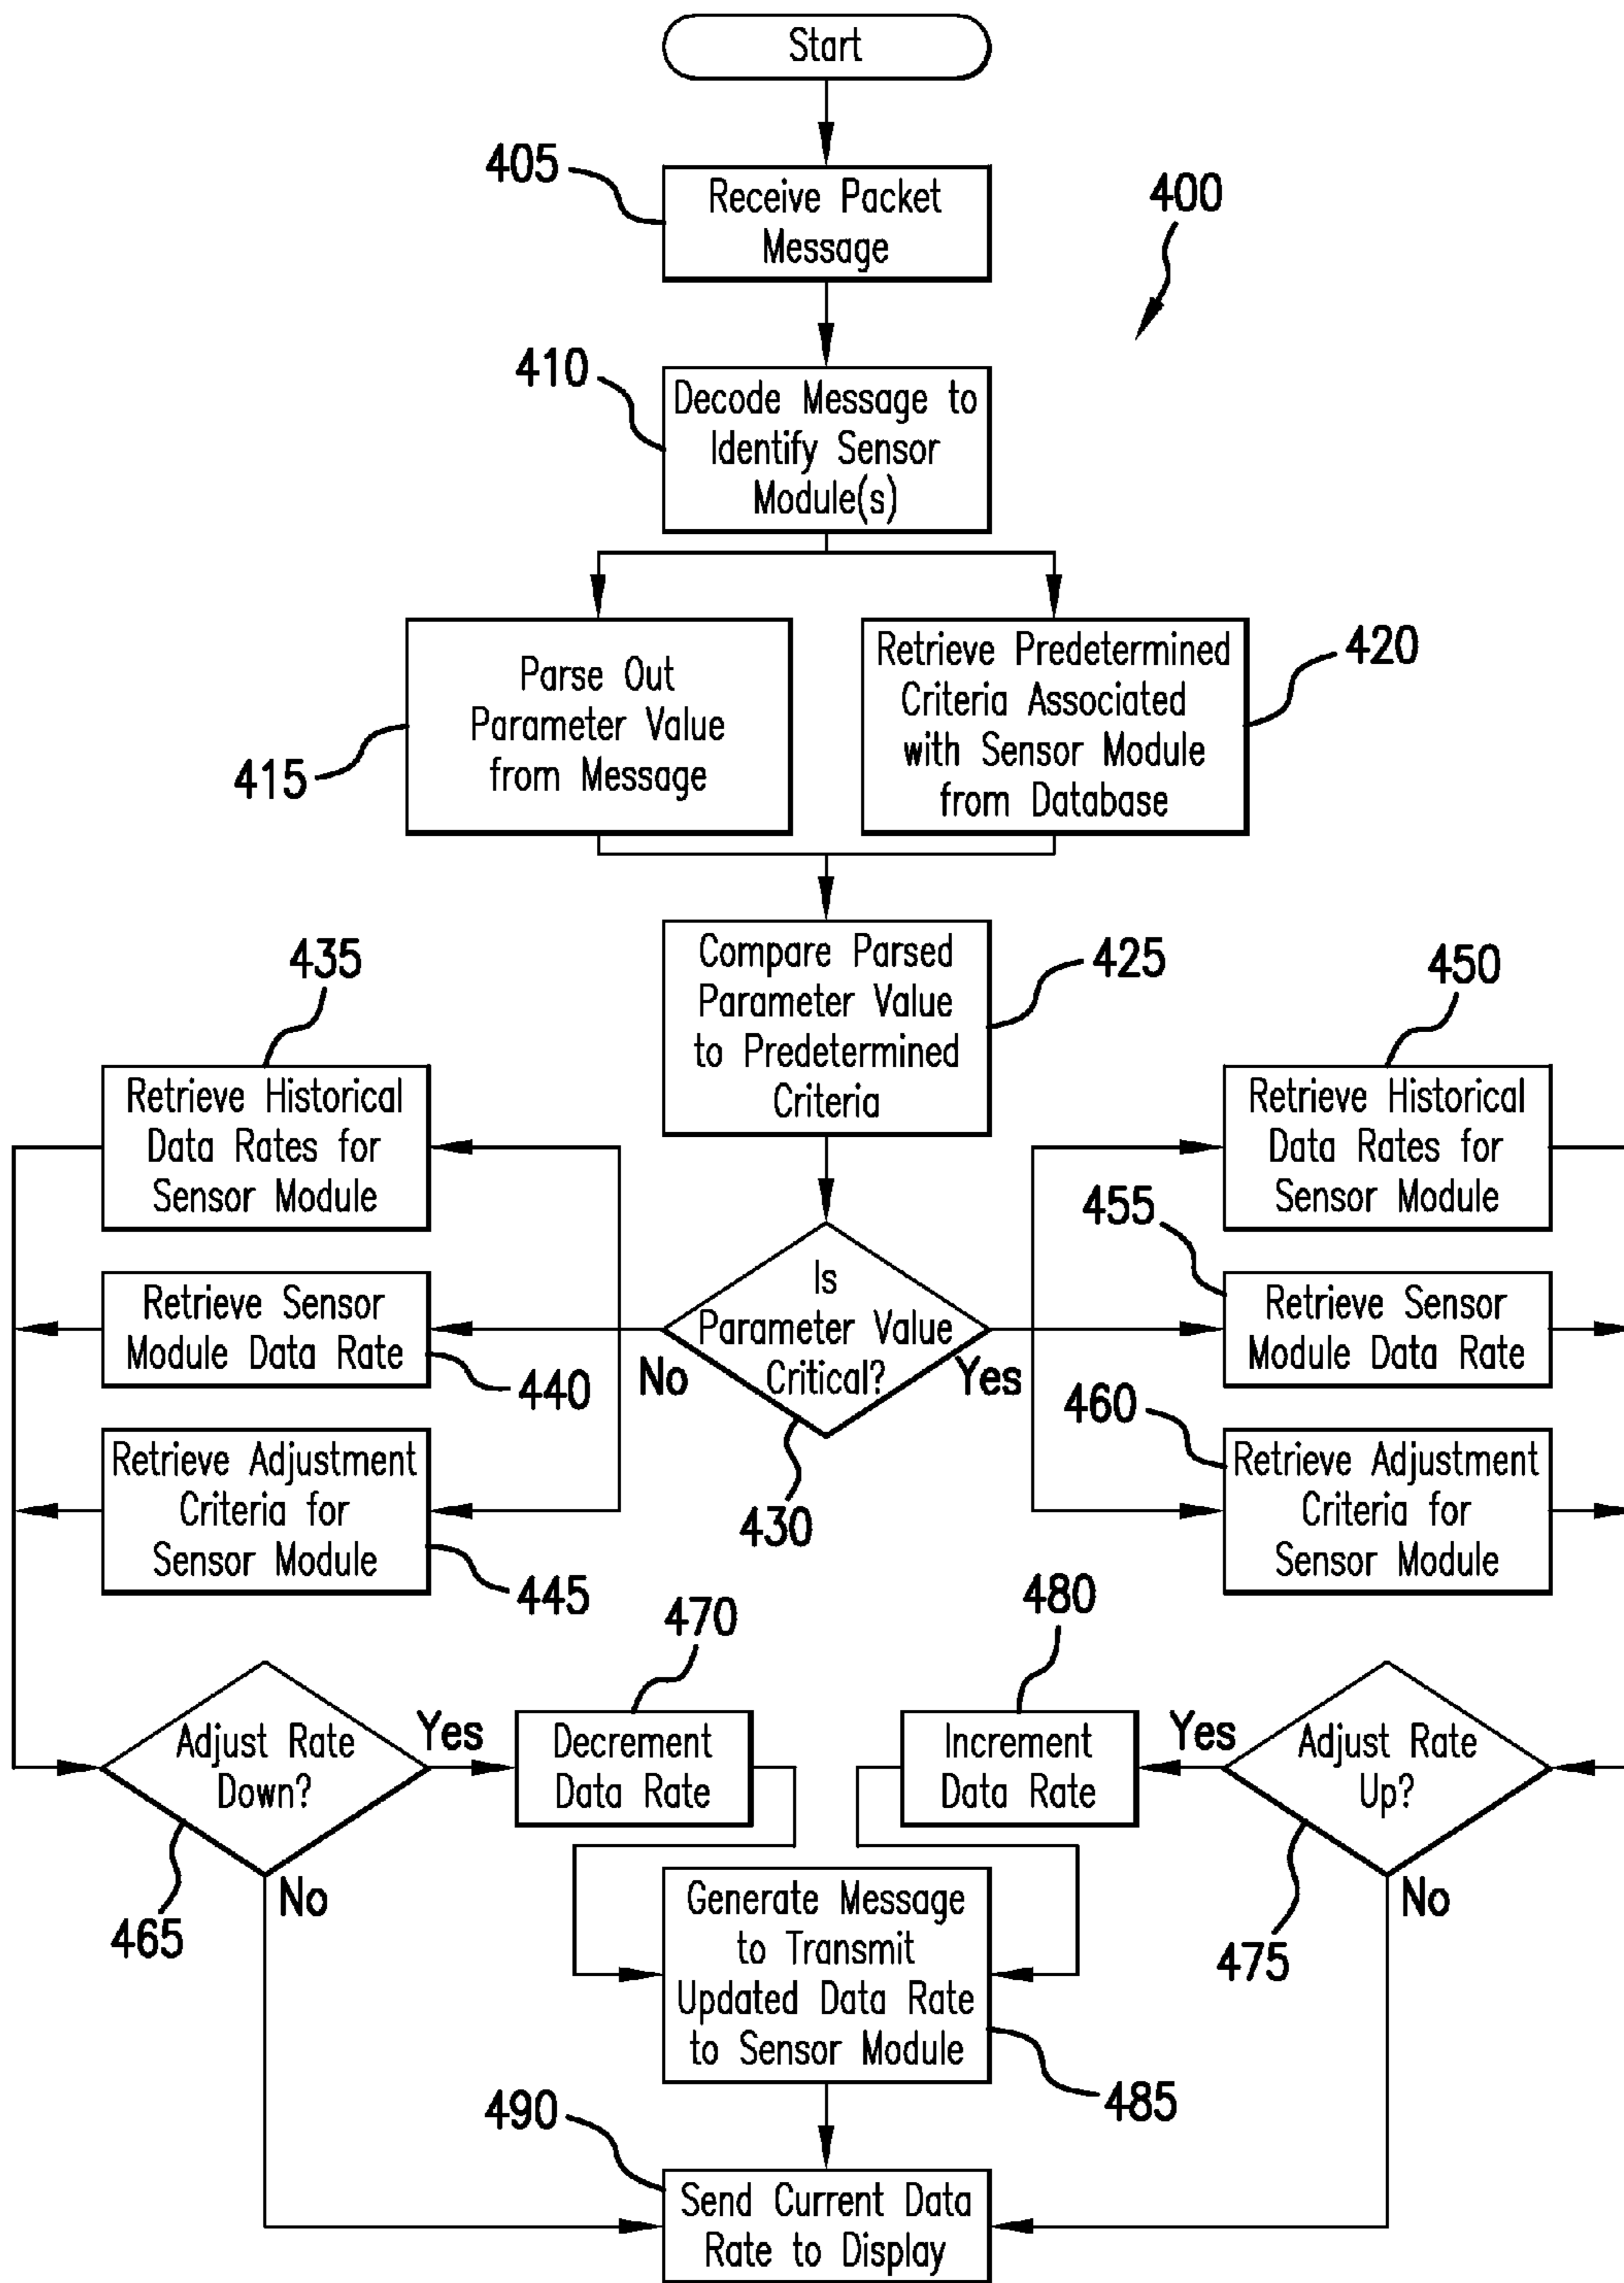 Start
405
Receive Packet
Message
400
410
Decode Message to
Identify Sensor
Module(s)
415
Parse Out
Parameter Value
from Message
Retrieve Predetermined
Criteria Associated
with Sensor Module
from Database
420
Compare Parsed
Parameter Value
to Predetermined
Criteria
425
435
Retrieve Historical
Data Rates for
Sensor Module
450
Retrieve Historical
Data Rates for
Sensor Module
Retrieve Sensor
Module Data Rate
440
Is
Parameter Value
Critical?
No
Yes
430
455
Retrieve Sensor
Module Data Rate
Retrieve Adjustment
Criteria for
Sensor Module
445
460
Retrieve Adjustment
Criteria for
Sensor Module
Adjust Rate
Down?
Yes
No
465
470
Decrement
Data Rate
480
Increment
Data Rate
Yes
Adjust Rate
Up?
No
475
Generate Message
to Transmit
Updated Data Rate
to Sensor Module
485
490
Send Current Data
Rate to Display